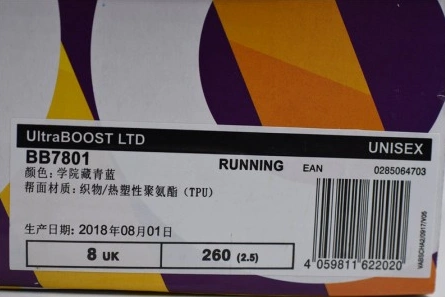 UltraBOOST LTD UNISEX
BB7801 RUNNING EAN 0285064703
颜色: 学院藏青蓝
帮面材质: 织物/热塑性聚氨酯 (TPU)
生产日期: 2018年08月01日
8 UK 260 (2.5)
4 059811 622020